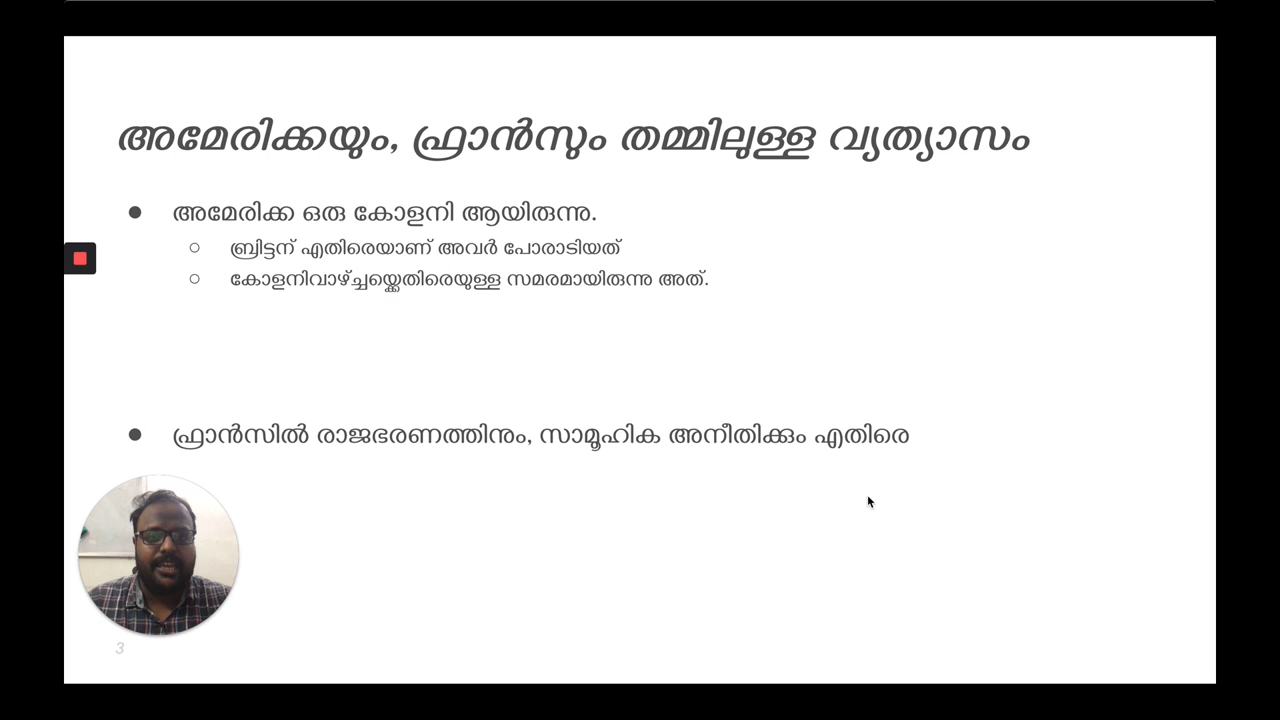 അമേരിക്കയും, ഫ്രാൻസും തമ്മിലുള്ള വ്യത്യാസം
● അമേരിക്ക ഒരു കോളനി ആയിരുന്നു.
○ ബ്രിട്ടന് എതിരെയാണ് അവർ പോരാടിയത്
○ കോളനിവാഴ്ച്ചയ്ക്കെതിരെയുള്ള സമരമായിരുന്നു അത്.
● ഫ്രാൻസിൽ രാജഭരണത്തിനും, സാമൂഹിക അനീതിക്കും എതിരെ
3